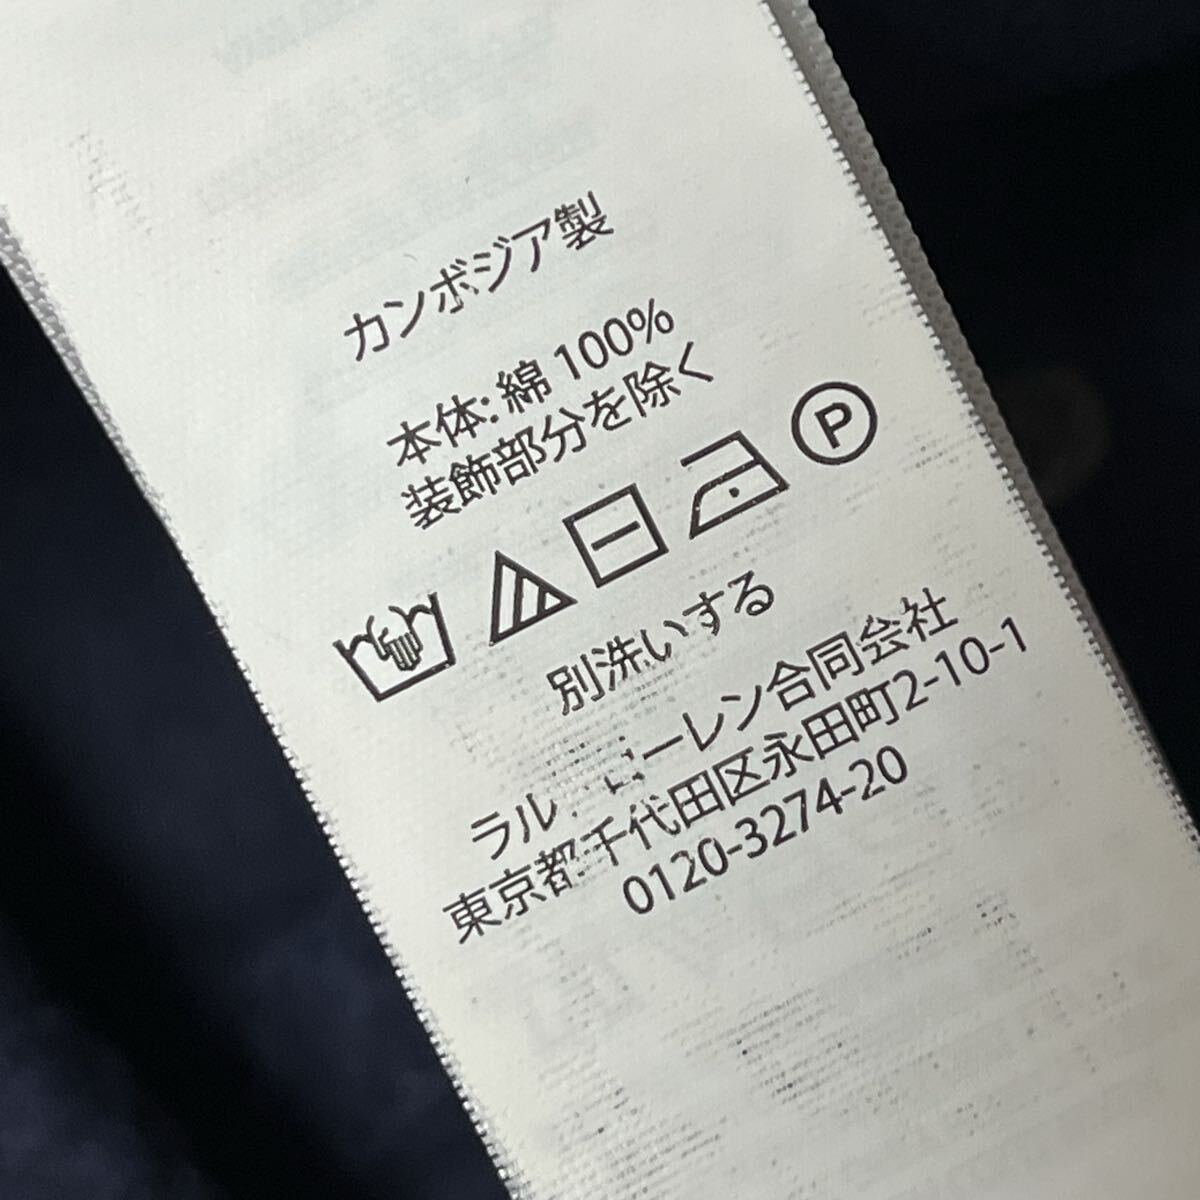 カンボジア製
本体: 綿 100%
装飾部分を除く
P
別洗いする
ラルフ ローレン合同会社
東京都千代田区永田町2-10-1
0120-3274-20